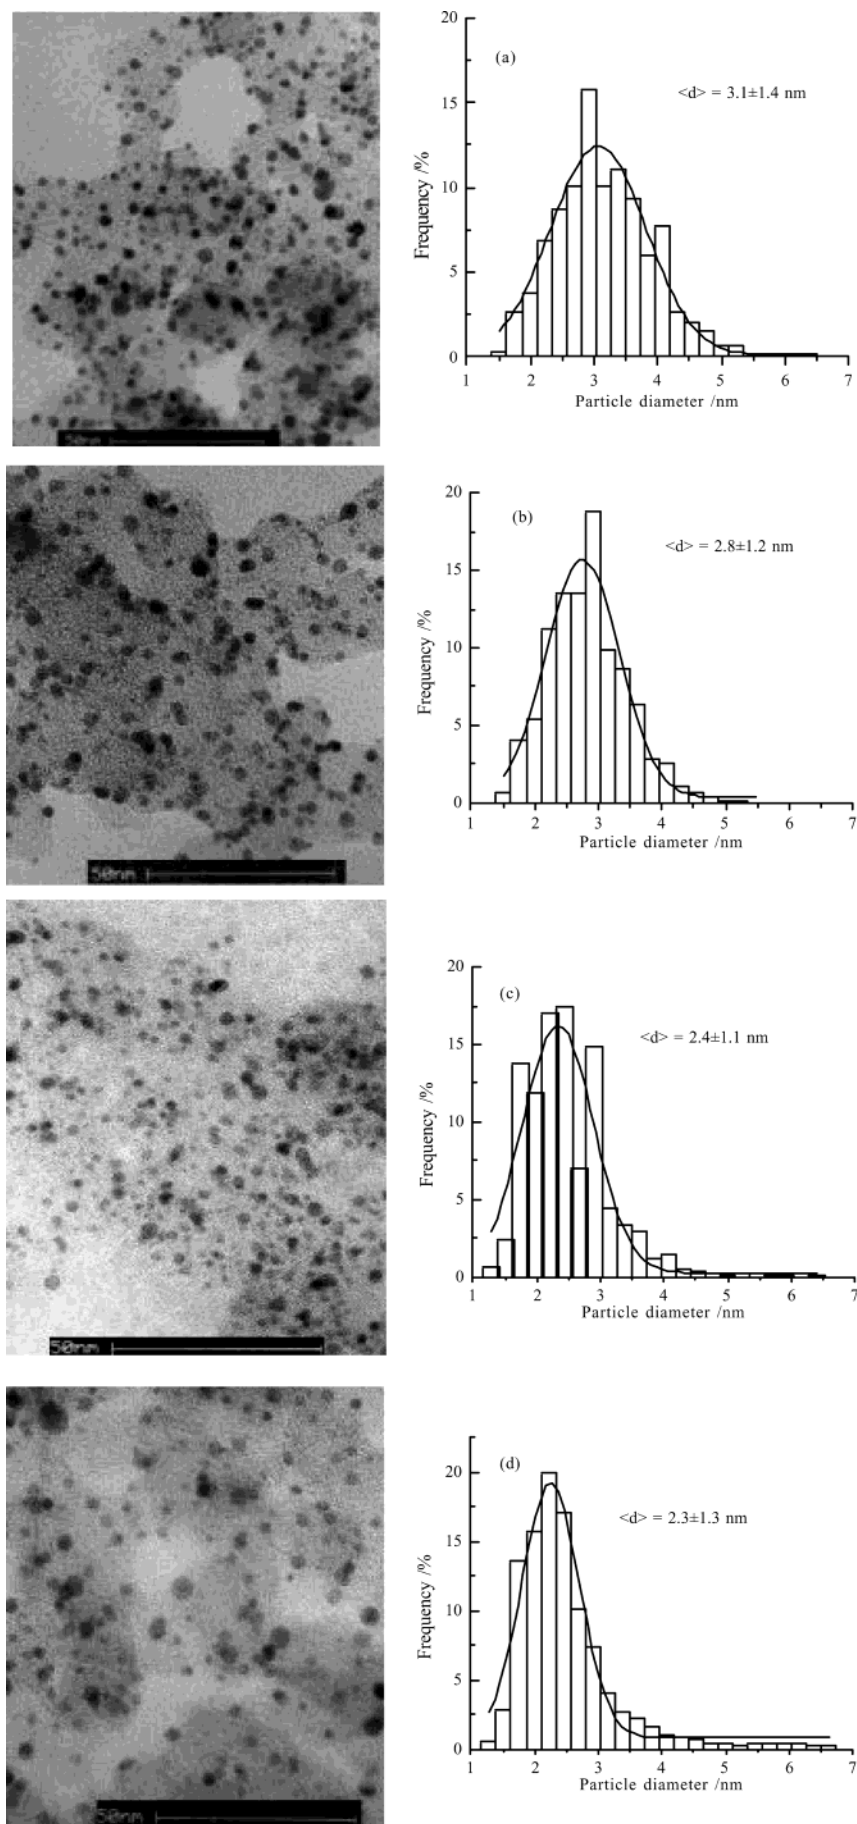 20
(a)
<d> = 3.1±1.4 nm
15
Frequency /%
10
5
0
1 2 3 4 5 6 7
Particle diameter /nm
50nm
20
(b)
<d> = 2.8±1.2 nm
15
Frequency /%
10
5
0
1 2 3 4 5 6 7
Particle diameter /nm
50nm
20
(c)
<d> = 2.4±1.1 nm
15
Frequency /%
10
5
0
1 2 3 4 5 6 7
Particle diameter /nm
50nm
(d)
20
<d> = 2.3±1.3 nm
15
Frequency /%
10
5
0
1 2 3 4 5 6 7
Particle diameter /nm
50nm